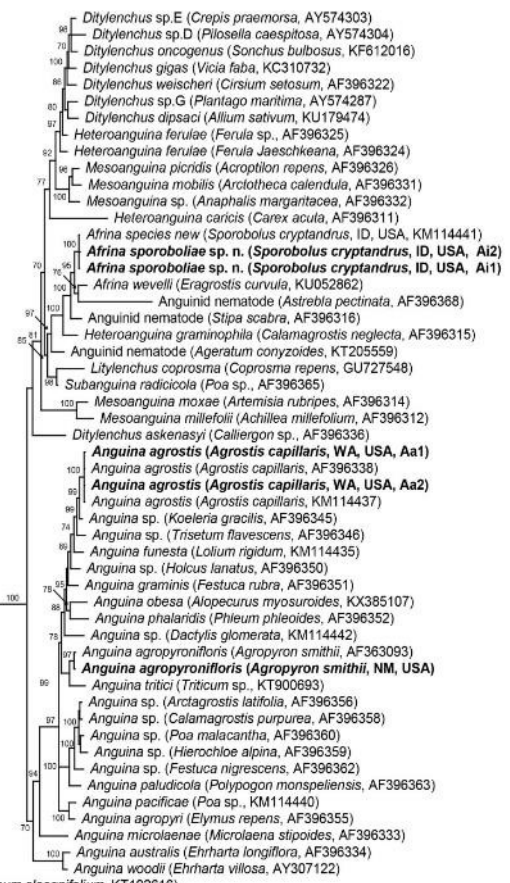 Ditylenchus sp.E (Crepis praemorsa, AY574303)
Ditylenchus sp.D (Pilosella caespitosa, AY574304)
Ditylenchus oncogenus (Sonchus bulbosus, KF612016)
Ditylenchus gigas (Vicia faba, KC310732)
Ditylenchus weischeri (Cirsium setosum, AF396322)
Ditylenchus sp.G (Plantago maritima, AY574287)
Ditylenchus dipsaci (Allium sativum, KU179474)
Heteroanguina ferulae (Ferula sp., AF396325)
Heteroanguina ferulae (Ferula Jaeschkeana, AF396324)
Mesoanguina picridis (Acroptilon repens, AF396326)
Mesoanguina mobilis (Arclotheca calendula, AF396331)
Mesoanguina sp. (Anaphalis margaritacea, AF396332)
Heteroanguina caricis (Carex acuta, AF396311)
Afrina species new (Sporobolus cryptandrus, ID, USA, KM114441)
Afrina sporoboliae sp. n. (Sporobolus cryptandrus, ID, USA, Ai2)
Afrina sporoboliae sp. n. (Sporobolus cryptandrus, ID, USA, Ai1)
Afrina wevelli (Eragrostis curvula, KU052862)
Anguinid nematode (Astrebla pectinata, AF396368)
Anguinid nematode (Stipa scabra, AF396316)
Heteroanguina graminophila (Calamagrostis neglecta, AF396315)
Anguinid nematode (Ageratum conyzoides, KT205559)
Litylenchus coprosma (Coprosma repens, GU727548)
Subanguina radicicola (Poa sp., AF396365)
Mesoanguina moxae (Artemisia rubripes, AF396314)
Mesoanguina millefolii (Achillea millefolium, AF396312)
Ditylenchus askenasyi (Calliergon sp., AF396336)
Anguina agrostis (Agrostis capillaris, WA, USA, Aa1)
Anguina agrostis (Agrostis capillaris, AF396338)
Anguina agrostis (Agrostis capillaris, WA, USA, Aa2)
Anguina agrostis (Agrostis capillaris, KM114437)
Anguina sp. (Koeleria gracilis, AF396345)
Anguina sp. (Trisetum flavescens, AF396346)
Anguina funesta (Lolium rigidum, KM114435)
Anguina sp. (Holcus lanatus, AF396350)
Anguina graminis (Festuca rubra, AF396351)
Anguina obesa (Alopecurus myosuroides, KX385107)
Anguina phalaridis (Phleum phleoides, AF396352)
Anguina sp. (Dactylis glomerata, KM114442)
Anguina agropyronifloris (Agropyron smithii, AF363093)
Anguina agropyronifloris (Agropyron smithii, NM, USA)
Anguina tritici (Triticum sp., KT900693)
Anguina sp. (Arctagrostis latifolia, AF396356)
Anguina sp. (Calamagrostis purpurea, AF396358)
Anguina sp. (Poa malacantha, AF396360)
Anguina sp. (Hierochloe alpina, AF396359)
Anguina sp. (Festuca nigrescens, AF396362)
Anguina paludicola (Polypogon monspeliensis, AF396363)
Anguina pacificae (Poa sp., KM114440)
Anguina agropyri (Elymus repens, AF396355)
Anguina microlaenae (Microlaena stipoides, AF396333)
Anguina australis (Ehrharta longiflora, AF396334)
Anguina woodii (Ehrharta villosa, AY307122)